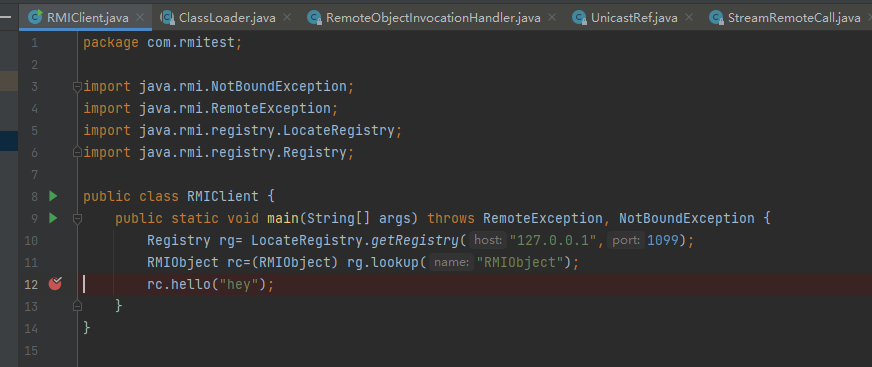 RMIClient.java × ClassLoader.java × RemoteObjectInvocationHandler.java × UnicastRef.java × StreamRemoteCall.java ×
1 package com.rmitest;
2
3 import java.rmi.NotBoundException;
4 import java.rmi.RemoteException;
5 import java.rmi.registry.LocateRegistry;
6 import java.rmi.registry.Registry;
7
8 public class RMIClient {
9 public static void main(String[] args) throws RemoteException, NotBoundException {
10 Registry rg= LocateRegistry.getRegistry( host: "127.0.0.1", port: 1099);
11 RMIObject rc=(RMIObject) rg.lookup( name: "RMIObject");
12 rc.hello("hey");
13 }
14 }
15